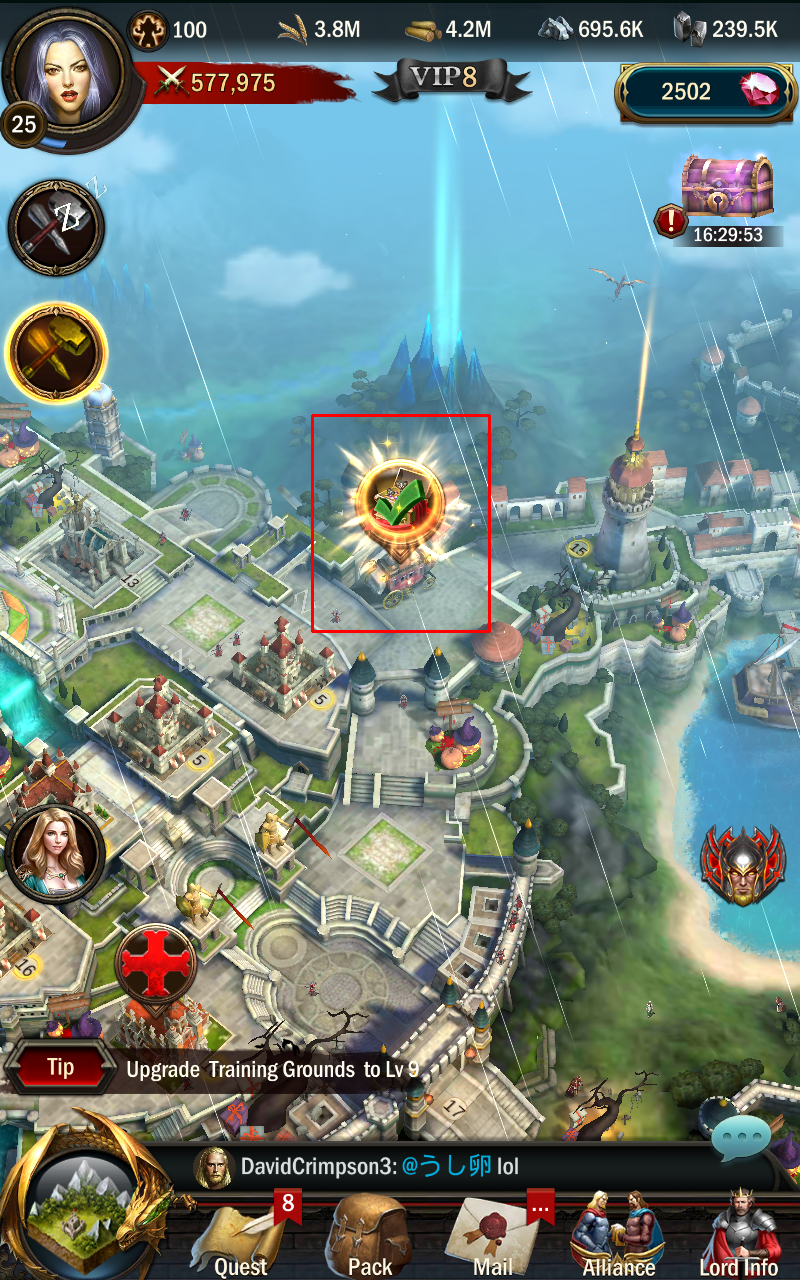 100
3.8M
4.2M
695.6K
239.5K
577,975
VIP8
2502
25
Z
Z
!
16:29:53
15
13
5
5
16
Tip
Upgrade Training Grounds to Lv 9
17
DavidCrimpson3: @うし卵 lol
8
...
Quest
Pack
Mail
Alliance
Lord Info